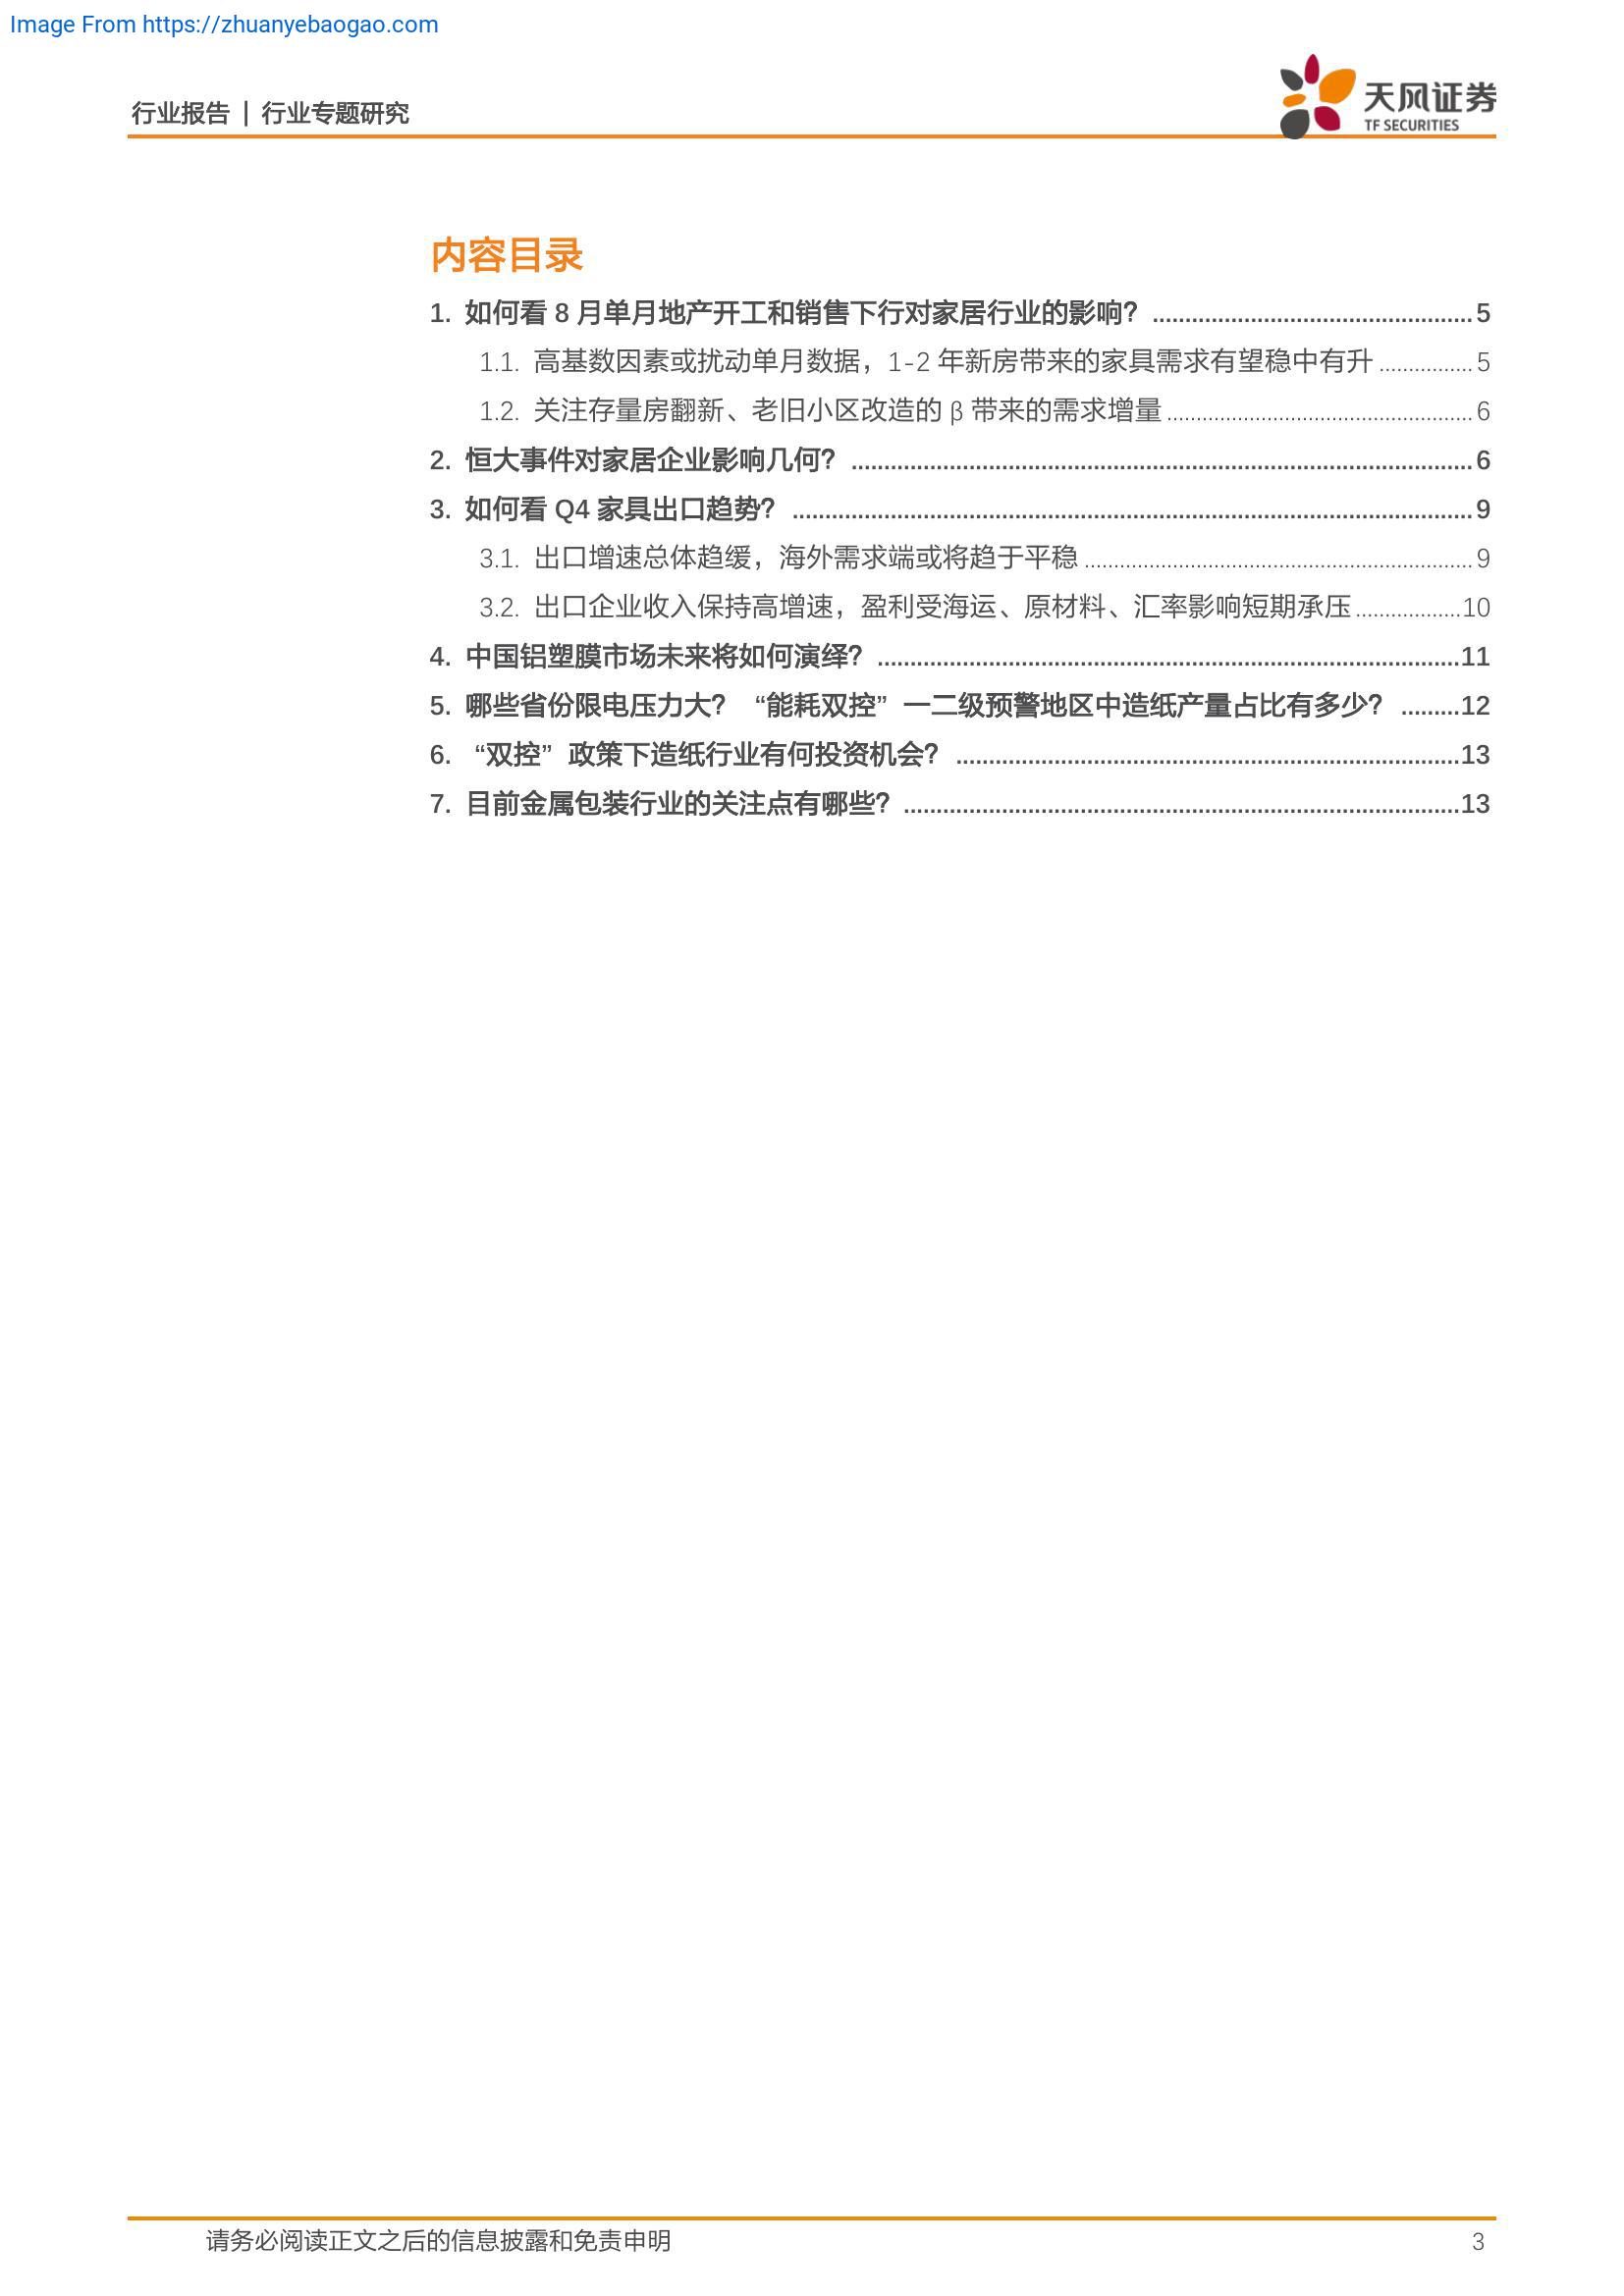 Image From https://zhuanyebaogao.com
行业报告 | 行业专题研究
天风证券
TF SECURITIES
内容目录
1. 如何看 8 月单月地产开工和销售下行对家居行业的影响？ ................................................ 5
1.1. 高基数因素或扰动单月数据，1-2 年新房带来的家具需求有望稳中有升 ................ 5
1.2. 关注存量房翻新、老旧小区改造的 β 带来的需求增量 .................................................... 6
2. 恒大事件对家居企业影响几何？ ............................................................................................. 6
3. 如何看 Q4 家具出口趋势？ ...................................................................................................... 9
3.1. 出口增速总体趋缓，海外需求端或将趋于平稳 .................................................................. 9
3.2. 出口企业收入保持高增速，盈利受海运、原材料、汇率影响短期承压 .................. 10
4. 中国铝塑膜市场未来将如何演绎？ ....................................................................................... 11
5. 哪些省份限电压力大？ “能耗双控”一二级预警地区中造纸产量占比有多少？ ......... 12
6. “双控”政策下造纸行业有何投资机会？ ............................................................................ 13
7. 目前金属包装行业的关注点有哪些？ .................................................................................... 13
请务必阅读正文之后的信息披露和免责申明
3